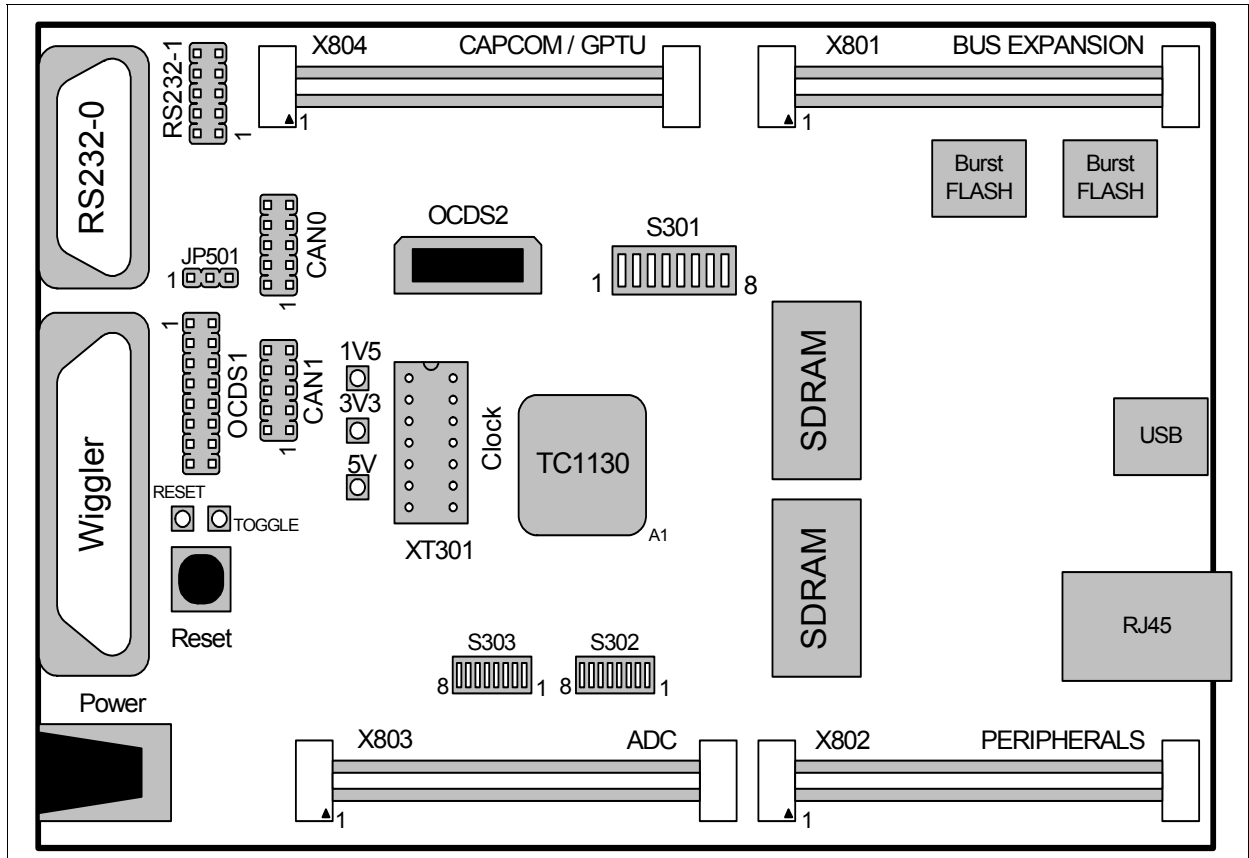 X804
CAPCOM / GPTU
X801
BUS EXPANSION
1
1
RS232-0
RS232-1
1
Burst
FLASH
Burst
FLASH
CAN0
1
JP501
1
OCDS2
S301
1
8
Wiggler
1
OCDS1
CAN1
1
1V5
3V3
5V
Clock
XT301
TC1130
A1
SDRAM
SDRAM
USB
RJ45
RESET
TOGGLE
Reset
S303
8
1
S302
8
1
Power
X803
ADC
1
X802
PERIPHERALS
1